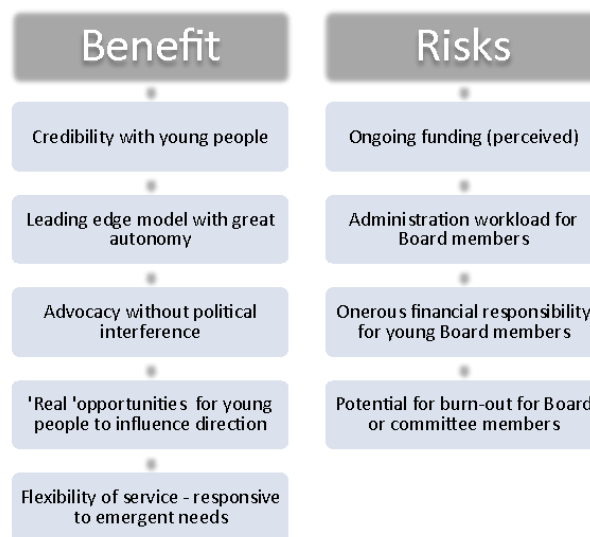 Benefit
Credibility with young people
Leading edge model with great
autonomy
Advocacy without political
interference
'Real 'opportunities for young
people to influence direction
Flexibility of service - responsive
to emergent needs
Risks
Ongoing funding (perceived)
Administration workload for
Board members
Onerous financial responsibility
for young Board members
Potential for burn-out for Board
or committee members